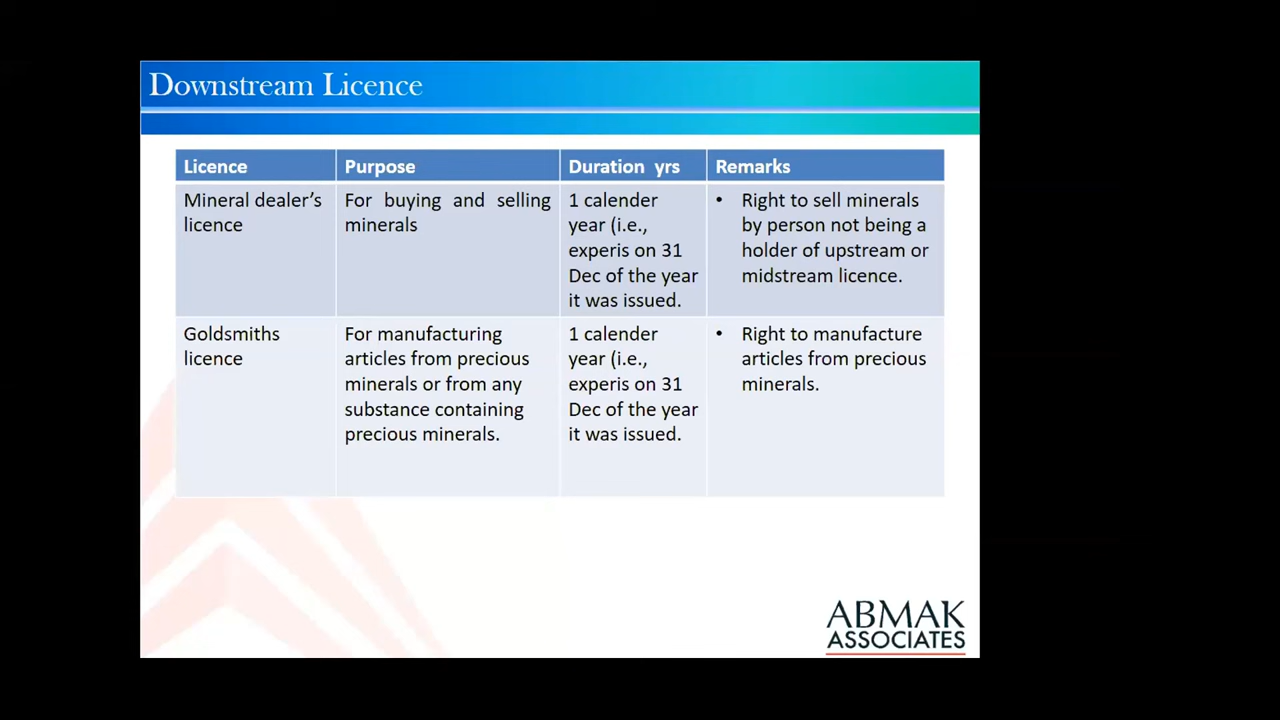 Downstream Licence
Licence Purpose Duration yrs Remarks
Mineral dealer's
licence
For buying and selling
minerals
1 calender
year (i.e.,
experis on 31
Dec of the year
it was issued.
• Right to sell minerals
by person not being a
holder of upstream or
midstream licence.
Goldsmiths
licence
For manufacturing
articles from precious
minerals or from any
substance containing
precious minerals.
1 calender
year (i.e.,
experis on 31
Dec of the year
it was issued.
• Right to manufacture
articles from precious
minerals.
ABMAK
ASSOCIATES